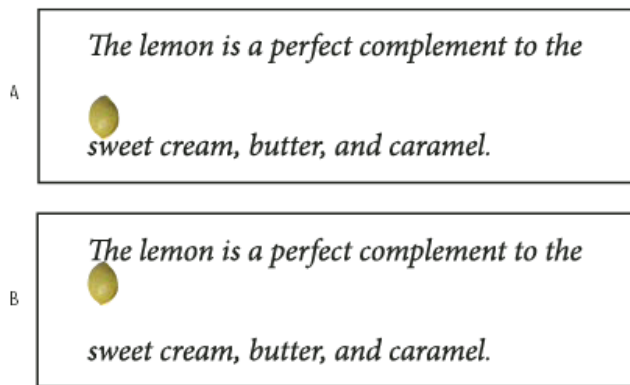 The lemon is a perfect complement to the
A
sweet cream, butter, and caramel.
The lemon is a perfect complement to the
B
sweet cream, butter, and caramel.